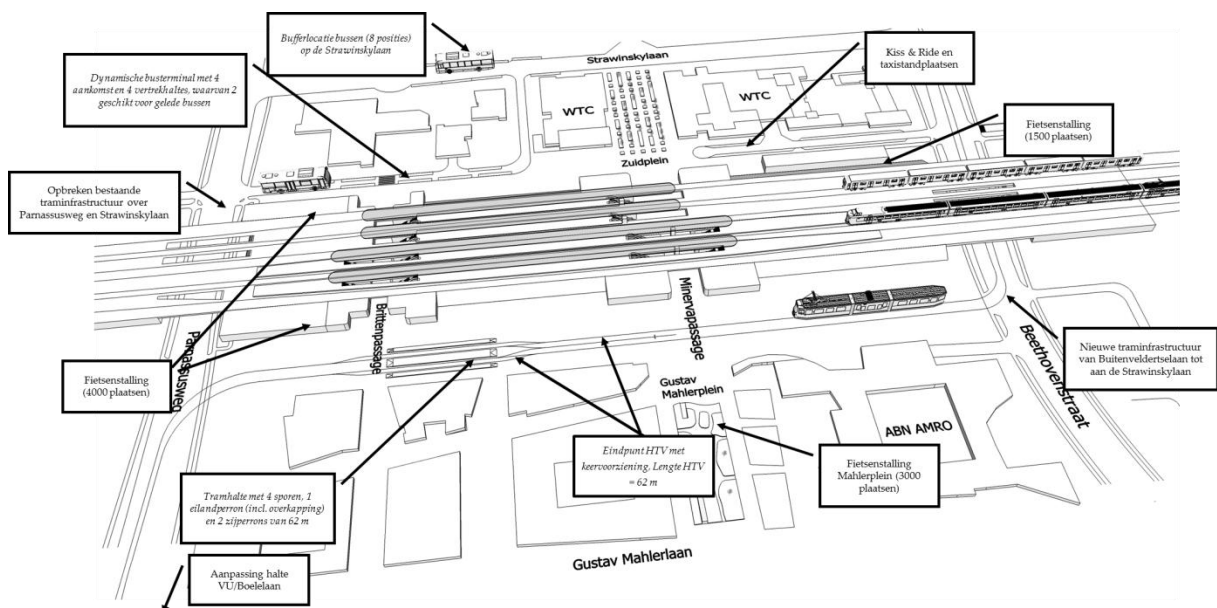 Bufferlocatie bussen (8 posities)
op de Strawinskylaan
Strawinskylaan
Kiss & Ride en
taxistandplaatsen
Dynamische busterminal met 4
aankomst en 4 vertrekhaltes, waarvan 2
geschikt voor gelede bussen
WTC
WTC
Zuidplein
Fietsenstalling
(1500 plaatsen)
Opbreken bestaande
traminfrastructuur over
Parnassusweg en Strawinskylaan
Parnassusweg
Brittenpassage
Minervapassage
Beethovenstraat
Nieuwe traminfrastructuur
van Buitenveldertselaan tot
aan de Strawinskylaan
Fietsenstalling
(4000 plaatsen)
Gustav
Mahlerplein
ABN AMRO
Eindpunt HTV met
keervoorziening, Lengte HTV
= 62 m
Fietsenstalling
Mahlerplein (3000
plaatsen)
Tramhalte met 4 sporen, 1
eilandperron (incl. overkapping)
en 2 zijperrons van 62 m
Gustav Mahlerlaan
Aanpassing halte
VU/Boelelaan